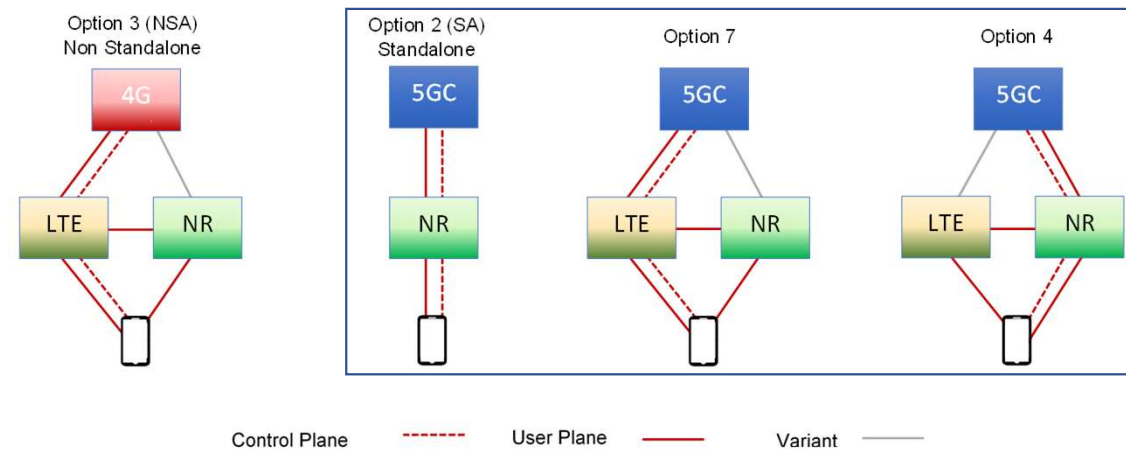 Option 3 (NSA)
Non Standalone
Option 2 (SA)
Standalone
Option 7
Option 4
4G
5GC
5GC
5GC
LTE
NR
NR
LTE
NR
LTE
NR
Control Plane
User Plane
Variant